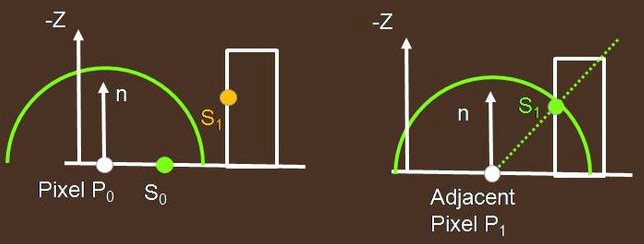 -Z
n
S₁
Pixel P₀
S₀
-Z
n
S₁
Adjacent
Pixel P₁